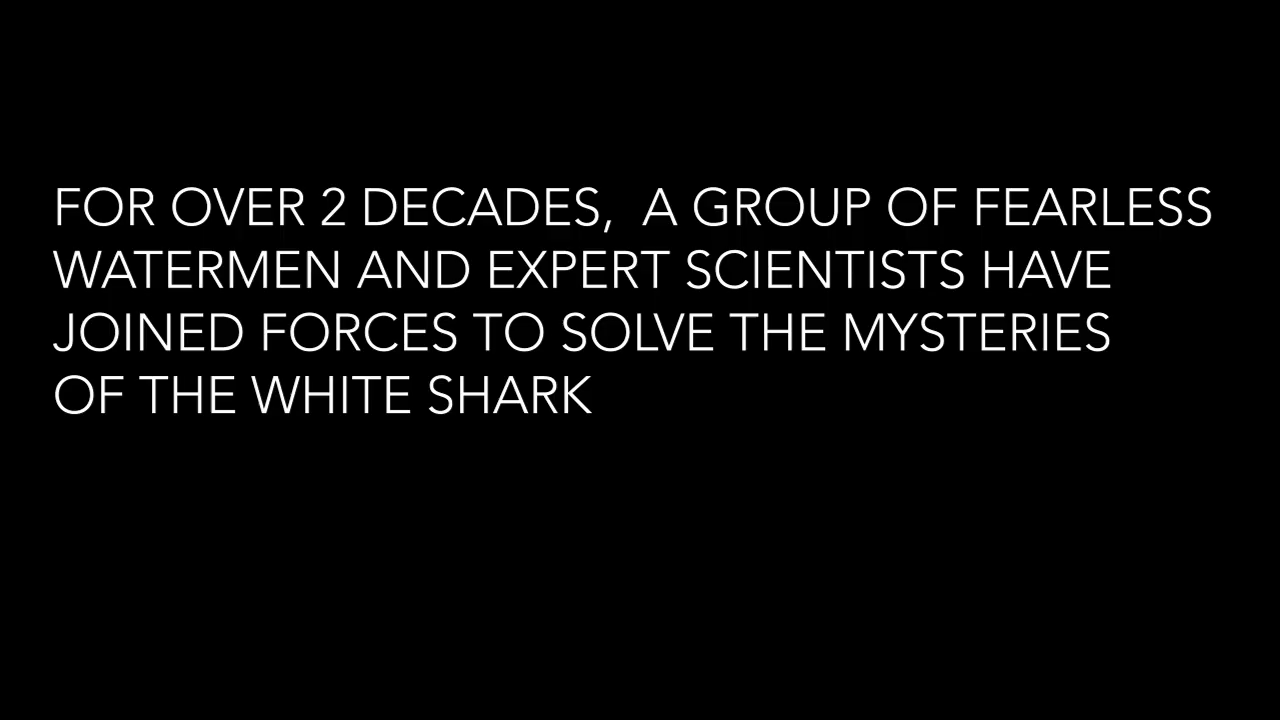 FOR OVER 2 DECADES,  A GROUP OF FEARLESS
WATERMEN AND EXPERT SCIENTISTS HAVE
JOINED FORCES TO SOLVE THE MYSTERIES
OF THE WHITE SHARK